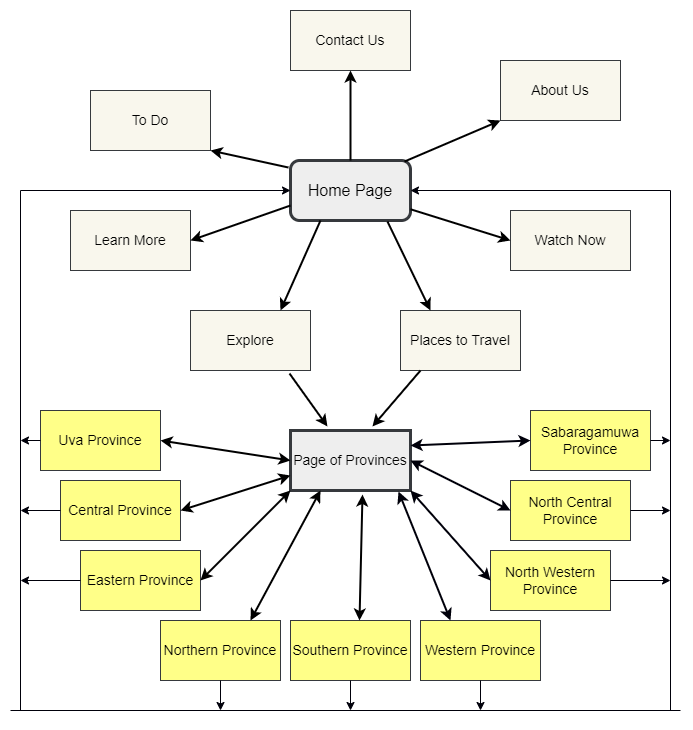 Contact Us
About Us
To Do
Home Page
Learn More
Watch Now
Explore
Places to Travel
Uva Province
Page of Provinces
Sabaragamuwa
Province
Central Province
North Central
Province
Eastern Province
North Western
Province
Northern Province
Southern Province
Western Province